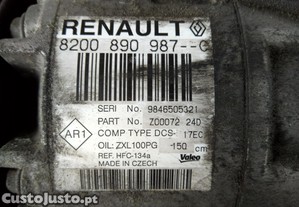 RENAULT
8200 890 987--C
SERI No. 9846505321
PART No. Z00072 24D
AR1
COMP TYPE DCS- 17EC
OIL: ZXL100PG 150 cm
REF. HFC-134a
MADE IN CZECH
Valeo
CustoJusto.pt